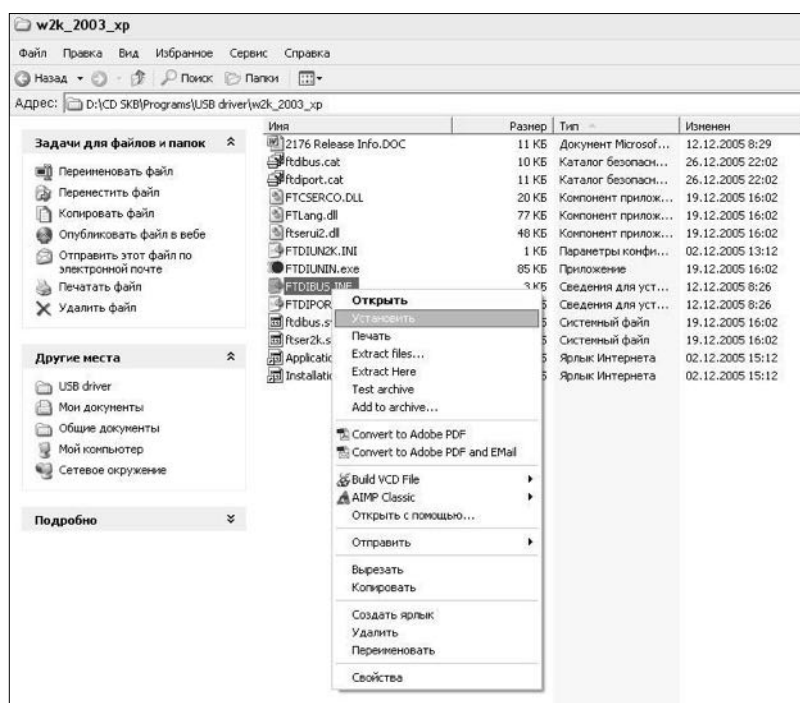 w2k_2003_xp
Файл Правка Вид Избранное Сервис Справка
Назад Поиск Папки
Адрес: D:\CD SKB\Programs\USB driver\w2k_2003_xp
Имя Размер Тип Изменен
Задачи для файлов и папок
Переименовать файл
Переместить файл
Копировать файл
Опубликовать файл в вебе
Отправить этот файл по
электронной почте
Печатать файл
Удалить файл
Другие места
USB driver
Мои документы
Общие документы
Мой компьютер
Сетевое окружение
Подробно
2176 Release Info.DOC 11 КБ Документ Microsof... 12.12.2005 8:29
ftdibus.cat 10 КБ Каталог безопасн... 26.12.2005 22:02
ftdiport.cat 11 КБ Каталог безопасн... 26.12.2005 22:02
FTCSERCO.DLL 20 КБ Компонент прилож... 19.12.2005 16:02
FTLang.dll 77 КБ Компонент прилож... 19.12.2005 16:02
ftserui2.dll 48 КБ Компонент прилож... 19.12.2005 16:02
FTDIUN2K.INI 1 КБ Параметры конфи... 02.12.2005 13:12
FTDIUNIN.exe 85 КБ Приложение 19.12.2005 16:02
FTDIBUS.INF 3 КБ Сведения для уст... 12.12.2005 8:26
FTDIPOR Б Сведения для уст... 12.12.2005 8:26
ftdibus.s Б Системный файл 19.12.2005 16:02
ftser2k.s Б Системный файл 19.12.2005 16:02
Applicatio Б Ярлык Интернета 02.12.2005 15:12
Installatio Б Ярлык Интернета 02.12.2005 15:12
Открыть
Установить
Печать
Extract files...
Extract Here
Test archive
Add to archive...
Convert to Adobe PDF
Convert to Adobe PDF and EMail
Build VCD File
AIMP Classic
Открыть с помощью...
Отправить
Вырезать
Копировать
Создать ярлык
Удалить
Переименовать
Свойства